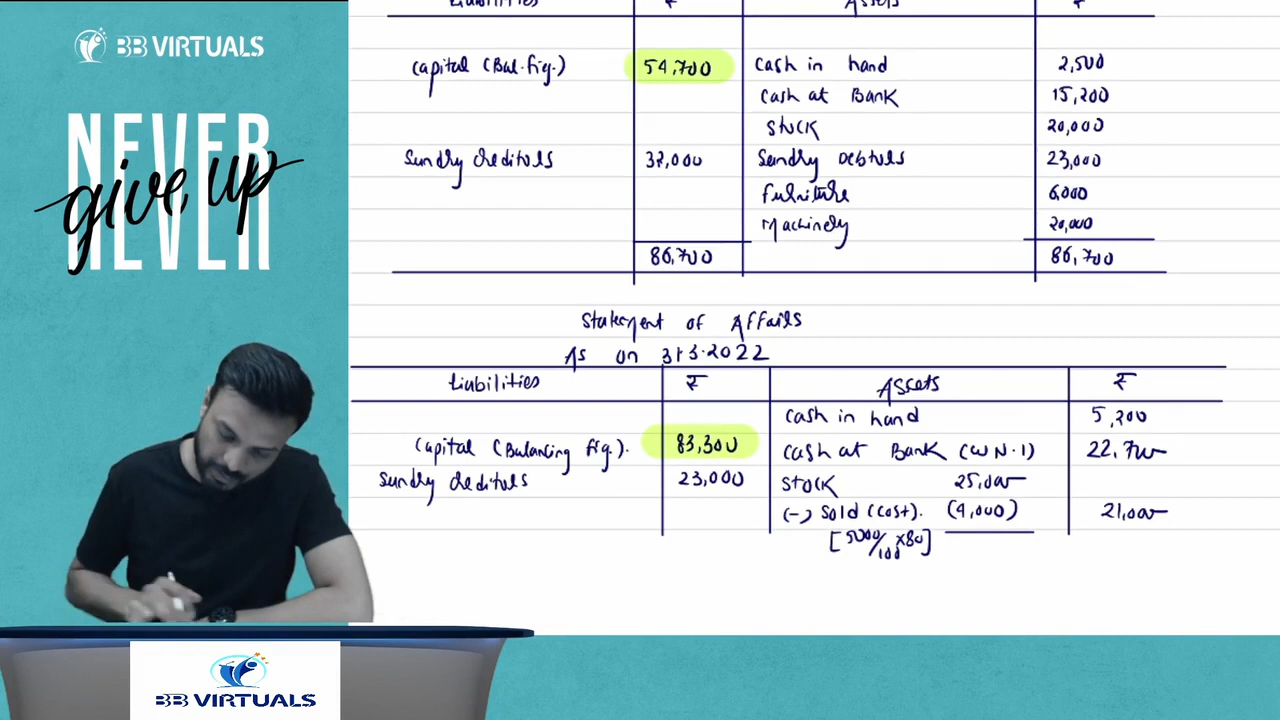 BB VIRTUALS
NEVER
give up
NEVER
Liabilities ₹ Assets ₹
Capital (Bal. fig.) 54,700 Cash in hand 2,500
Cash at Bank 15,200
Stock 20,000
Sundry Creditors 32,000 Sundry Debtors 23,000
Furniture 6,000
Machinery 20,000
86,700 86,700
Statement of Affairs
As on 31.3.2022
Liabilities ₹ Assets ₹
Cash in hand 5,200
Capital (Balancing fig.). 83,300 Cash at Bank (WN.1) 22,700
Sundry Creditors 23,000 Stock 25,000
(-) Sold (Cost). (4,000) 21,000
[5000/100 x80]
BB VIRTUALS